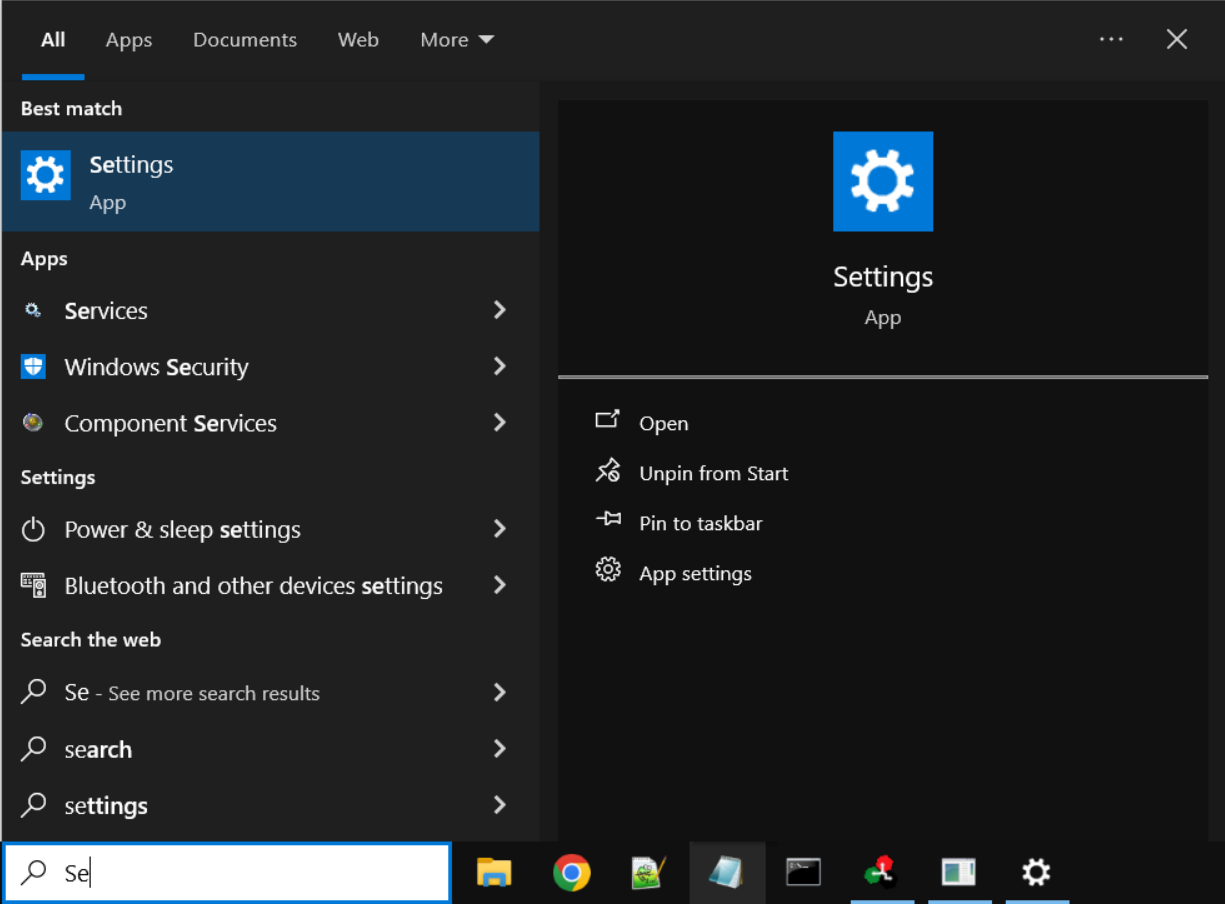 All Apps Documents Web More
Best match
Settings
App
Apps
Services
Windows Security
Component Services
Settings
Power & sleep settings
Bluetooth and other devices settings
Search the web
Se - See more search results
search
settings
Se
Settings
App
Open
Unpin from Start
Pin to taskbar
App settings